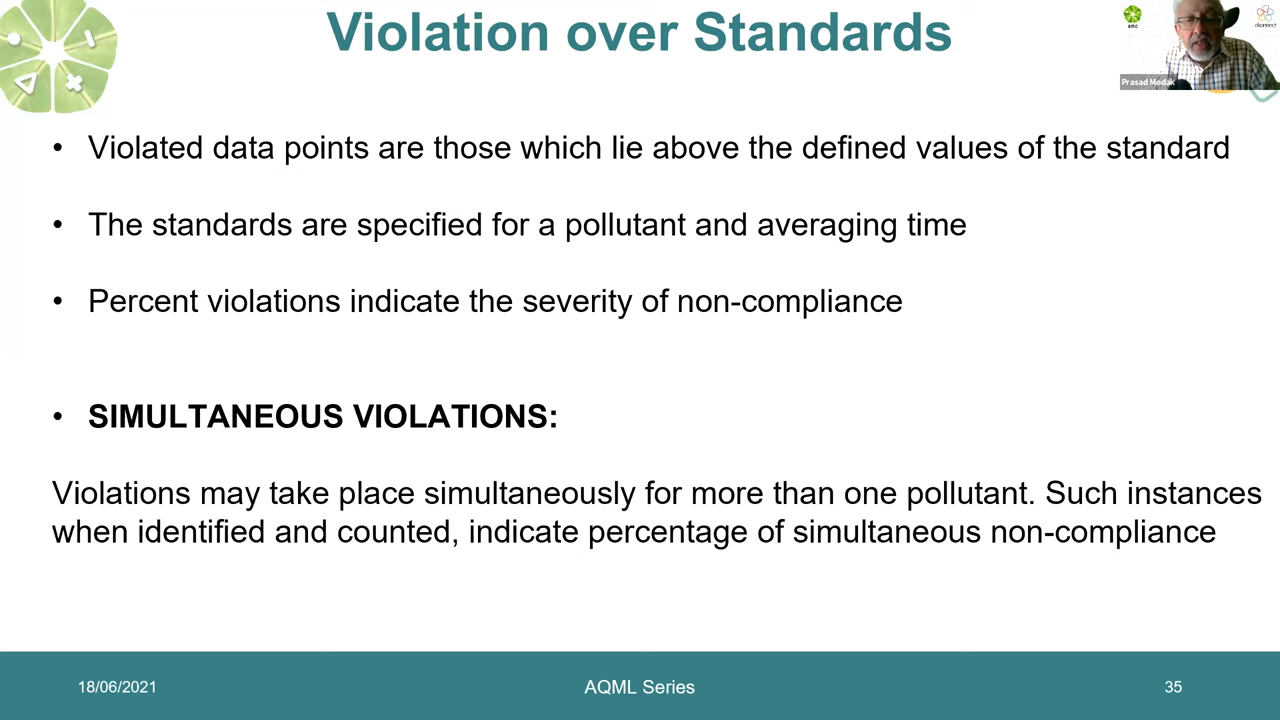 Violation over Standards
emc
ekonnect
Prasad Modak
• Violated data points are those which lie above the defined values of the standard
• The standards are specified for a pollutant and averaging time
• Percent violations indicate the severity of non-compliance
• SIMULTANEOUS VIOLATIONS:
Violations may take place simultaneously for more than one pollutant. Such instances
when identified and counted, indicate percentage of simultaneous non-compliance
18/06/2021
AQML Series
35